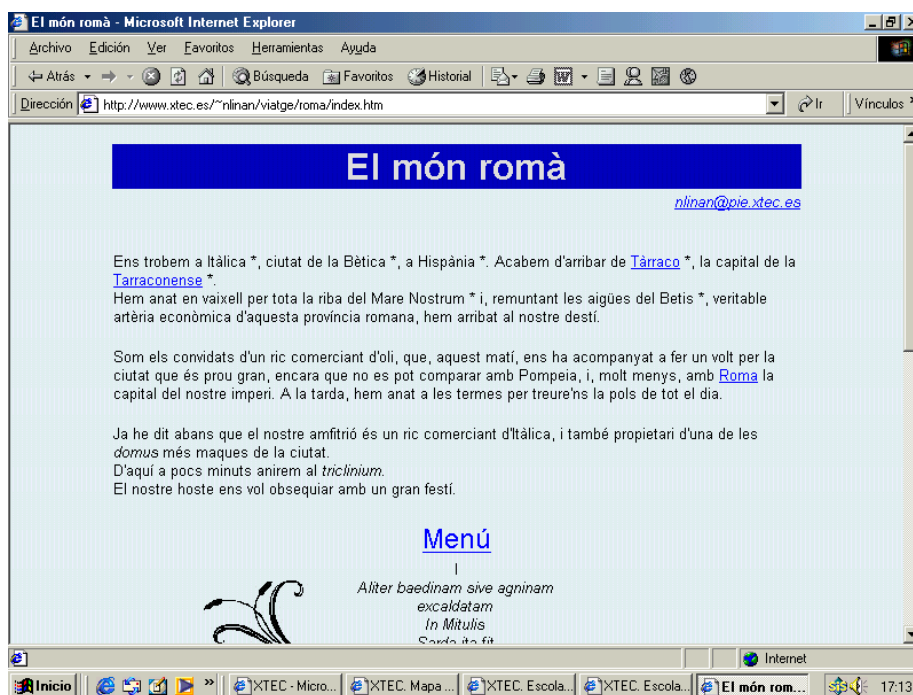 El món romà - Microsoft Internet Explorer
Archivo Edición Ver Favoritos Herramientas Ayuda
Atrás Búsqueda Favoritos Historial
Dirección http://www.xtec.es/~nlinan/viatge/roma/index.htm Ir Vínculos
El món romà
nlinan@pie.xtec.es
Ens trobem a Itàlica *, ciutat de la Bètica *, a Hispània *. Acabem d'arribar de Tàrraco *, la capital de la
Tarraconense *.
Hem anat en vaixell per tota la riba del Mare Nostrum * i, remuntant les aigües del Betis *, veritable
artèria econòmica d'aquesta província romana, hem arribat al nostre destí.
Som els convidats d'un ric comerciant d'oli, que, aquest matí, ens ha acompanyat a fer un volt per la
ciutat que és prou gran, encara que no es pot comparar amb Pompeia, i, molt menys, amb Roma la
capital del nostre imperi. A la tarda, hem anat a les termes per treure'ns la pols de tot el dia.
Ja he dit abans que el nostre amfitrió és un ric comerciant d'Itàlica, i també propietari d'una de les
domus més maques de la ciutat.
D'aquí a pocs minuts anirem al triclinium.
El nostre hoste ens vol obsequiar amb un gran festí.
Menú
I
Aliter baedinam sive agninam
excaldatam
In Mitulis
Sarda ita fit
Internet
Inicio » XTEC - Micro... XTEC. Mapa ... XTEC. Escola... XTEC. Escola... El món rom... 17:13